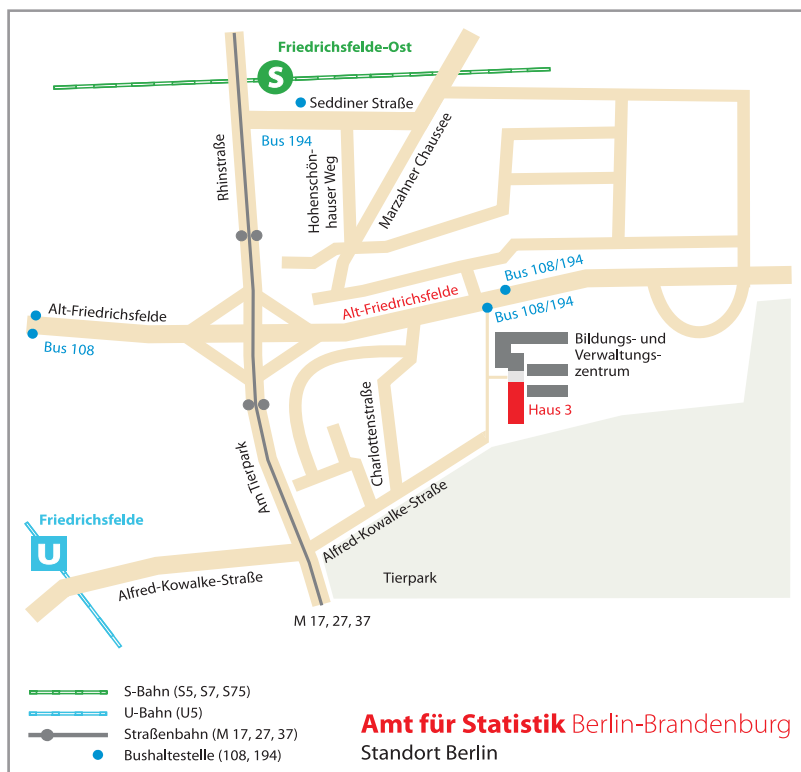 Friedrichsfelde-Ost
S
Seddiner Straße
Bus 194
Rhinstraße
Hohenschön-
hauser Weg
Marzahner Chaussee
Bus 108/194
Alt-Friedrichsfelde
Alt-Friedrichsfelde
Bus 108/194
Bus 108
Bildungs- und
Verwaltungs-
zentrum
Haus 3
Charlottenstraße
Am Tierpark
Friedrichsfelde
U
Alfred-Kowalke-Straße
Alfred-Kowalke-Straße
Tierpark
M 17, 27, 37
S-Bahn (S5, S7, S75)
U-Bahn (U5)
Straßenbahn (M 17, 27, 37)
Bushaltestelle (108, 194)
Amt für Statistik Berlin-Brandenburg
Standort Berlin